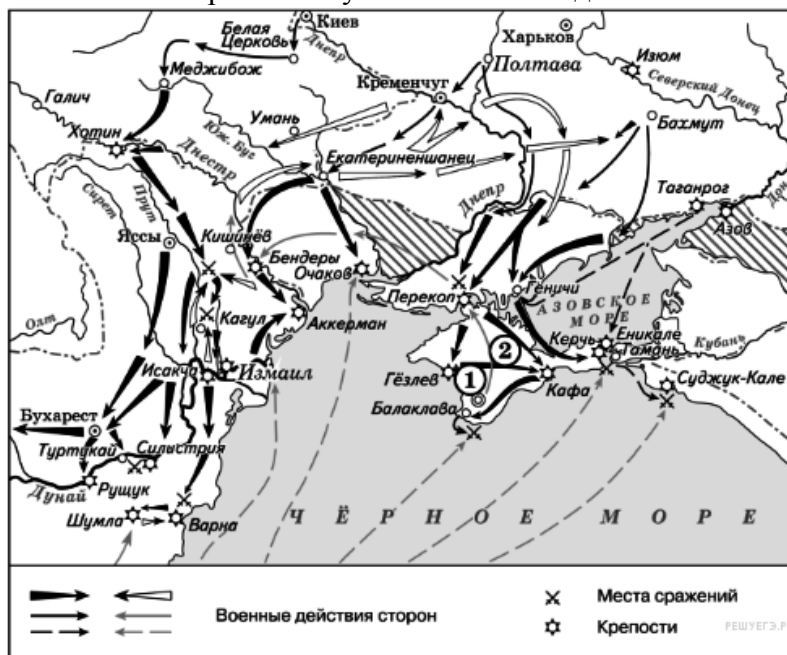 Киев
Белая
Церковь
Днепр
Харьков
Изюм
Северский Донец
Полтава
Меджибож
Галич
Кременчуг
Умань
Бахмут
Хотин
Юж. Буг
Днестр
Екатериненшанец
Днепр
Таганрог
Дон
Азов
Сирет
Прут
Яссы
Кишинёв
Бендеры
Очаков
Перекоп
Геничи
АЗОВСКОЕ
МОРЕ
Олт
Кагул
Аккерман
Керчь
Еникале
Тамань
Кубань
2
1
Исакча
Измаил
Гёзлев
Кафа
Суджук-Кале
Бухарест
Балаклава
Туртукай
Силистрия
Дунай
Рущук
Шумла
Варна
ЧЁРНОЕ МОРЕ
Военные действия сторон
Места сражений
Крепости
РЕШУЕГЭ.Р